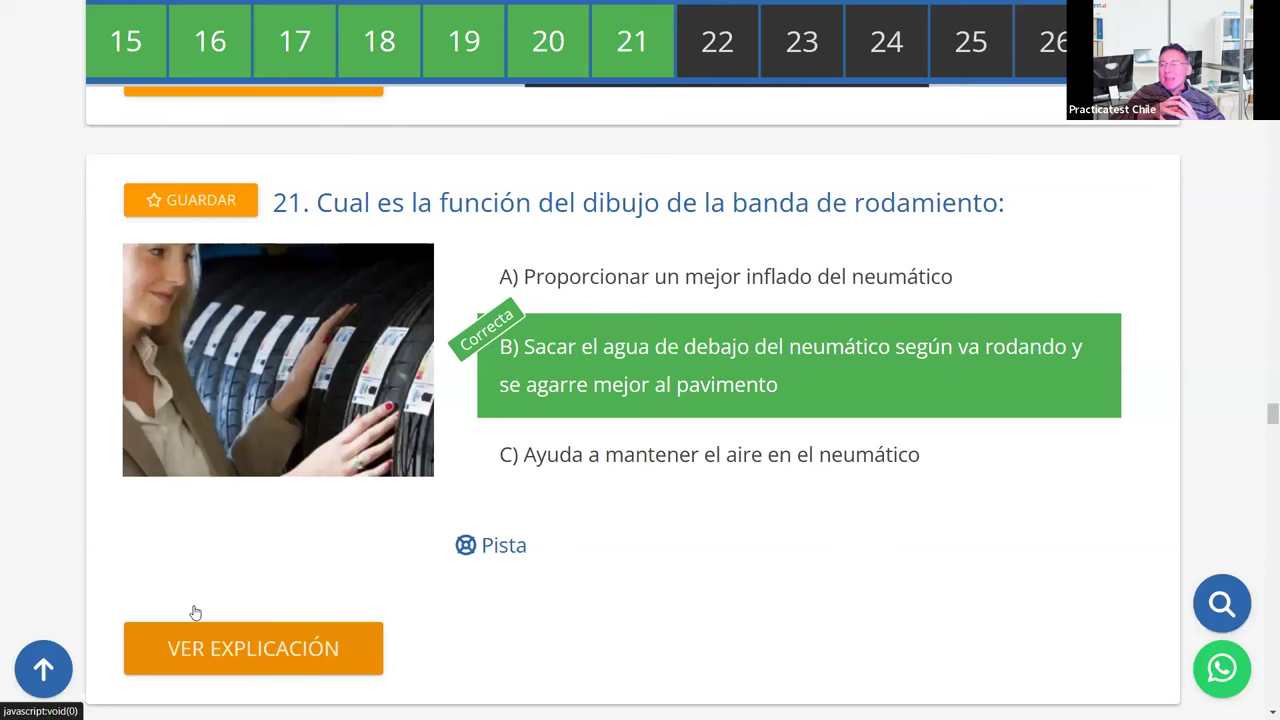 15 16 17 18 19 20 21 22 23 24 25 26
Practicatest Chile
GUARDAR
21. Cual es la función del dibujo de la banda de rodamiento:
A) Proporcionar un mejor inflado del neumático
Correcta
B) Sacar el agua de debajo del neumático según va rodando y
se agarre mejor al pavimento
C) Ayuda a mantener el aire en el neumático
Pista
VER EXPLICACIÓN
javascript:void(0)